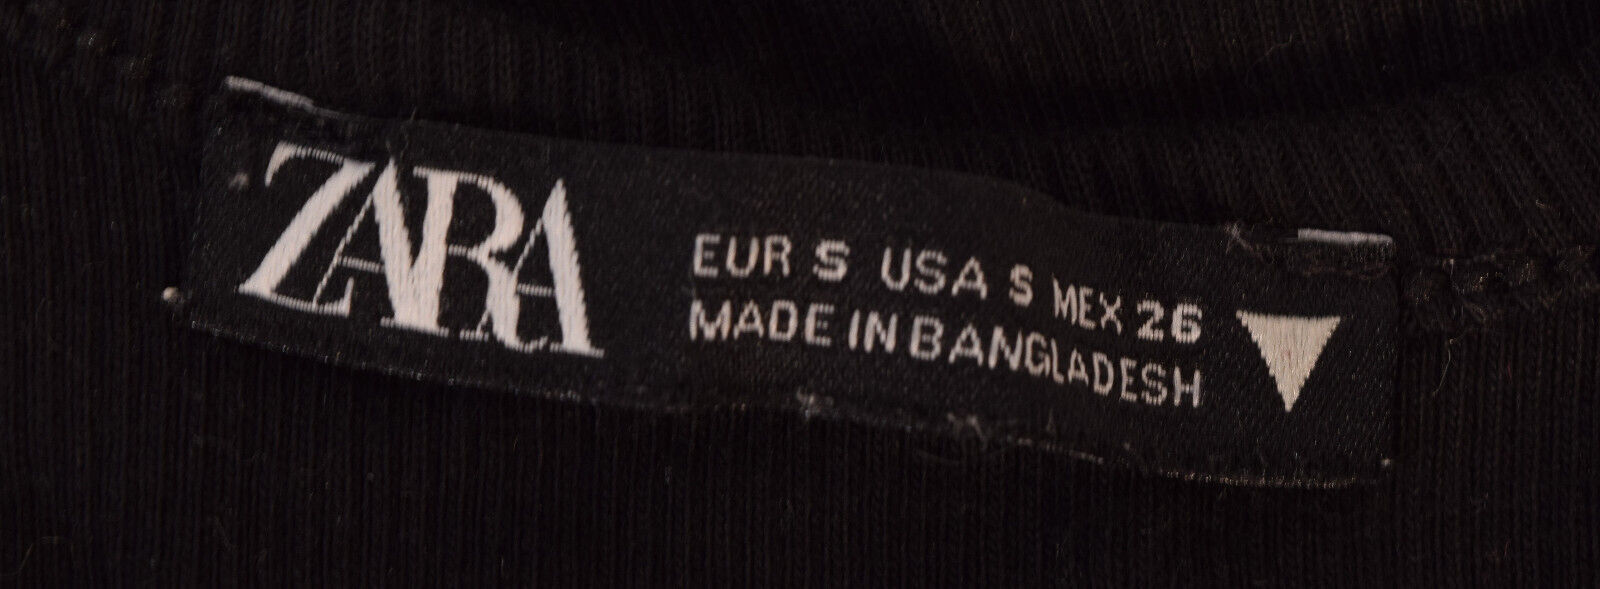 ZARA
EUR S USA S MEX 26
MADE IN BANGLADESH